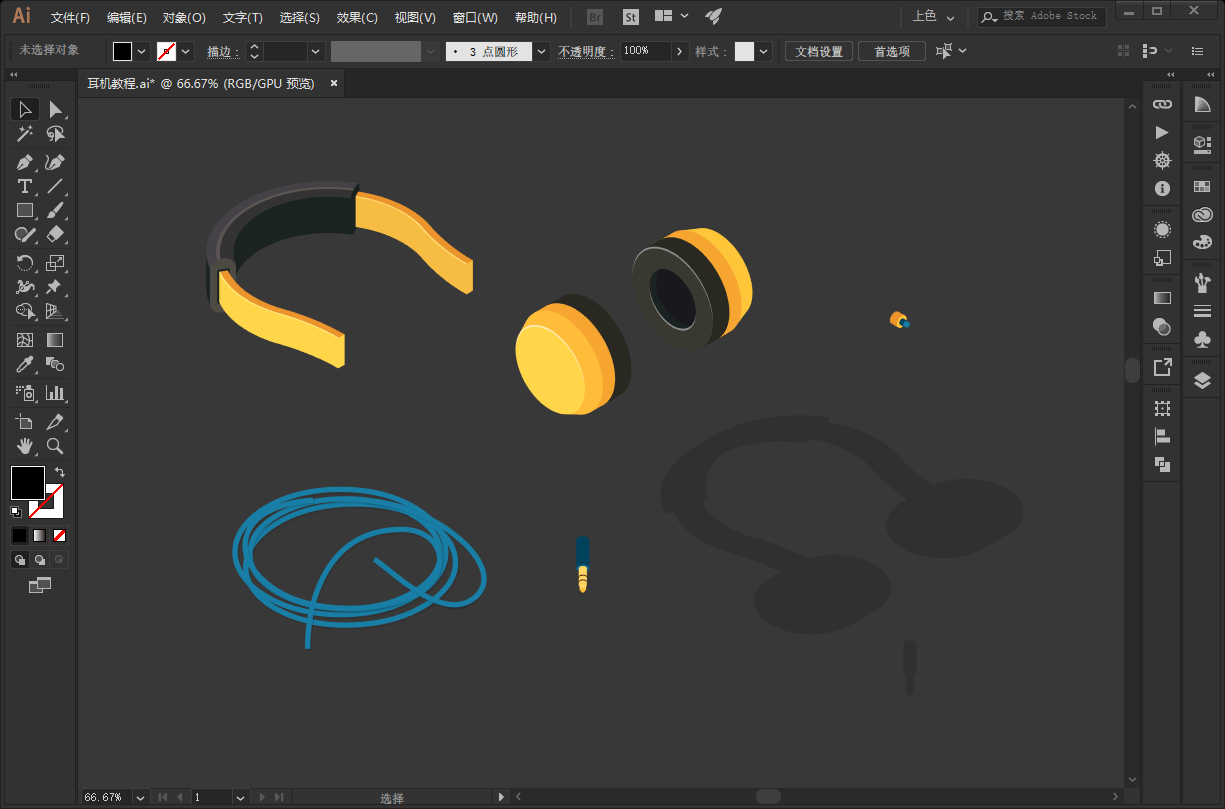 Ai 文件(F) 编辑(E) 对象(O) 文字(T) 选择(S) 效果(C) 视图(V) 窗口(W) 帮助(H) Br St 上色 搜索 Adobe Stock
未选择对象 描边: 3 点圆形 不透明度: 100% 样式: 文档设置 首选项
耳机教程.ai* @ 66.67% (RGB/GPU 预览)
66.67% 1 选择